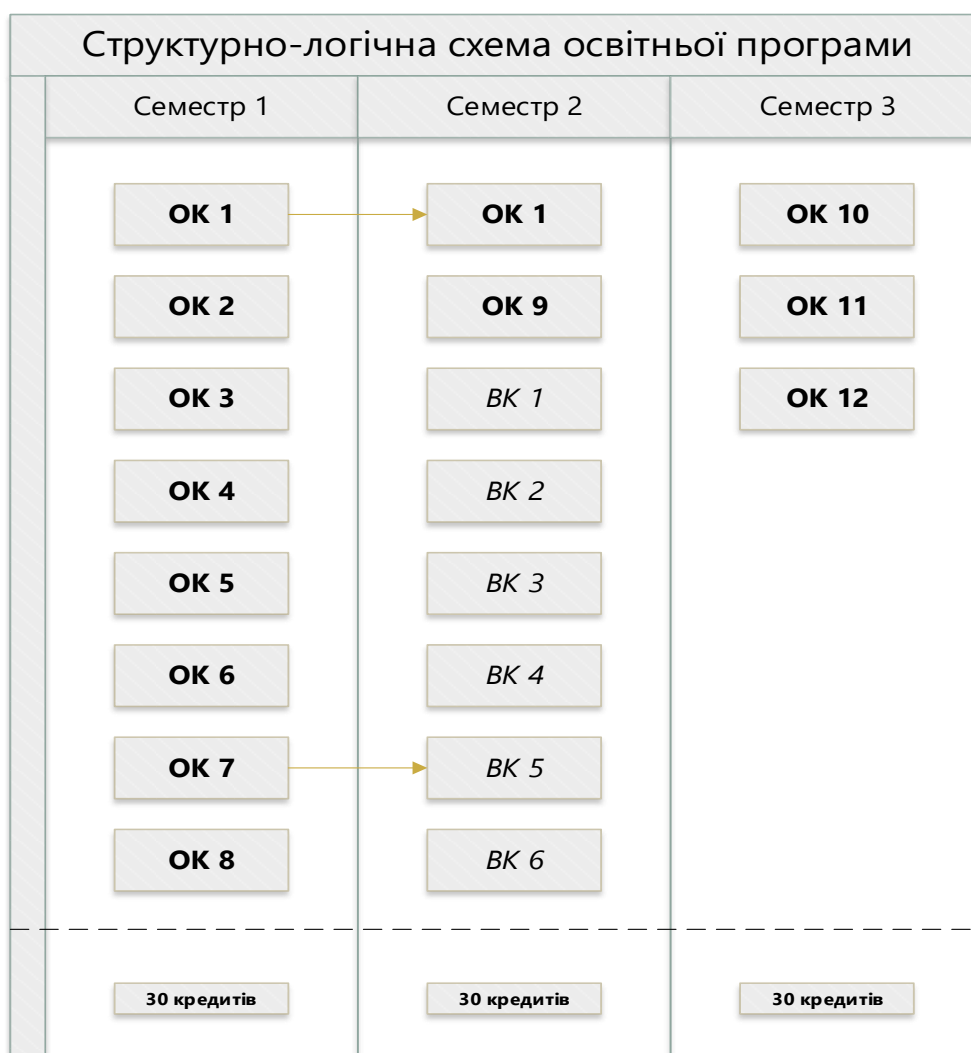 Структурно-логічна схема освітньої програми
Семестр 1
Семестр 2
Семестр 3
ОК 1
ОК 1
ОК 10
ОК 2
ОК 9
ОК 11
ОК 3
ВК 1
ОК 12
ОК 4
ВК 2
ОК 5
ВК 3
ОК 6
ВК 4
ОК 7
ВК 5
ОК 8
ВК 6
30 кредитів
30 кредитів
30 кредитів